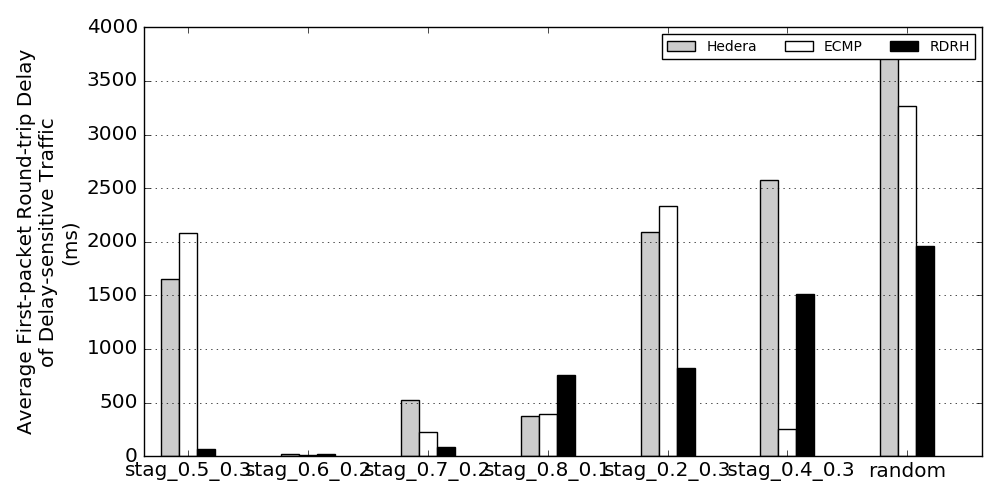 Average First-packet Round-trip Delay
of Delay-sensitive Traffic
(ms)
4000
3500
3000
2500
2000
1500
1000
500
0
Hedera ECMP RDRH
stag_0.5_0.3 stag_0.6_0.2 stag_0.7_0.2 stag_0.8_0.1 stag_0.2_0.3 stag_0.4_0.3 random